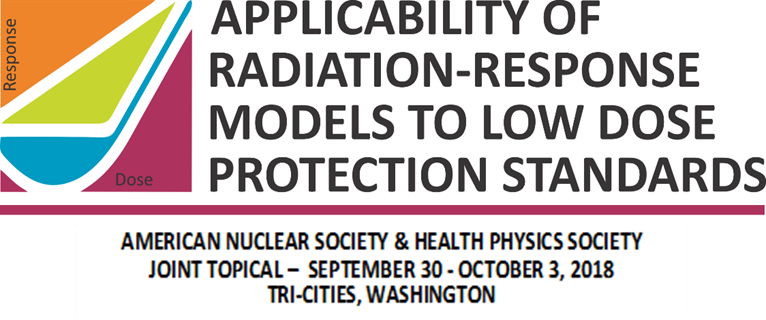 Response
Dose
APPLICABILITY OF
RADIATION-RESPONSE
MODELS TO LOW DOSE
PROTECTION STANDARDS
AMERICAN NUCLEAR SOCIETY & HEALTH PHYSICS SOCIETY
JOINT TOPICAL – SEPTEMBER 30 - OCTOBER 3, 2018
TRI-CITIES, WASHINGTON